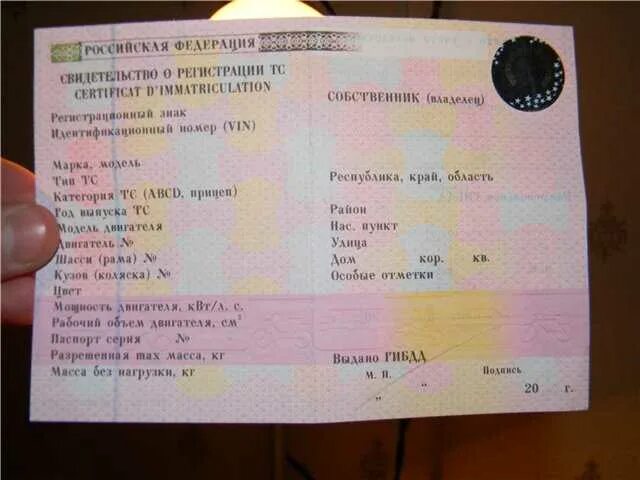 РОССИЙСКАЯ ФЕДЕРАЦИЯ
СВИДЕТЕЛЬСТВО О РЕГИСТРАЦИИ ТС
CERTIFICAT D'IMMATRICULATION
Регистрационный знак
Идентификационный номер (VIN)
Марка, модель
Тип ТС
Категория ТС (ABCD, прицеп)
Год выпуска ТС
Модель двигателя
Двигатель №
Шасси (рама) №
Кузов (коляска) №
Цвет
Мощность двигателя, кВт/л. с.
Рабочий объем двигателя, см³
Паспорт серия №
Разрешенная max масса, кг
Масса без нагрузки, кг
СОБСТВЕННИК (владелец)
Республика, край, область
Район
Нас. пункт
Улица
Дом кор. кв.
Особые отметки
Выдано ГИБДД
М. П. Подпись
„ “ 20 г.